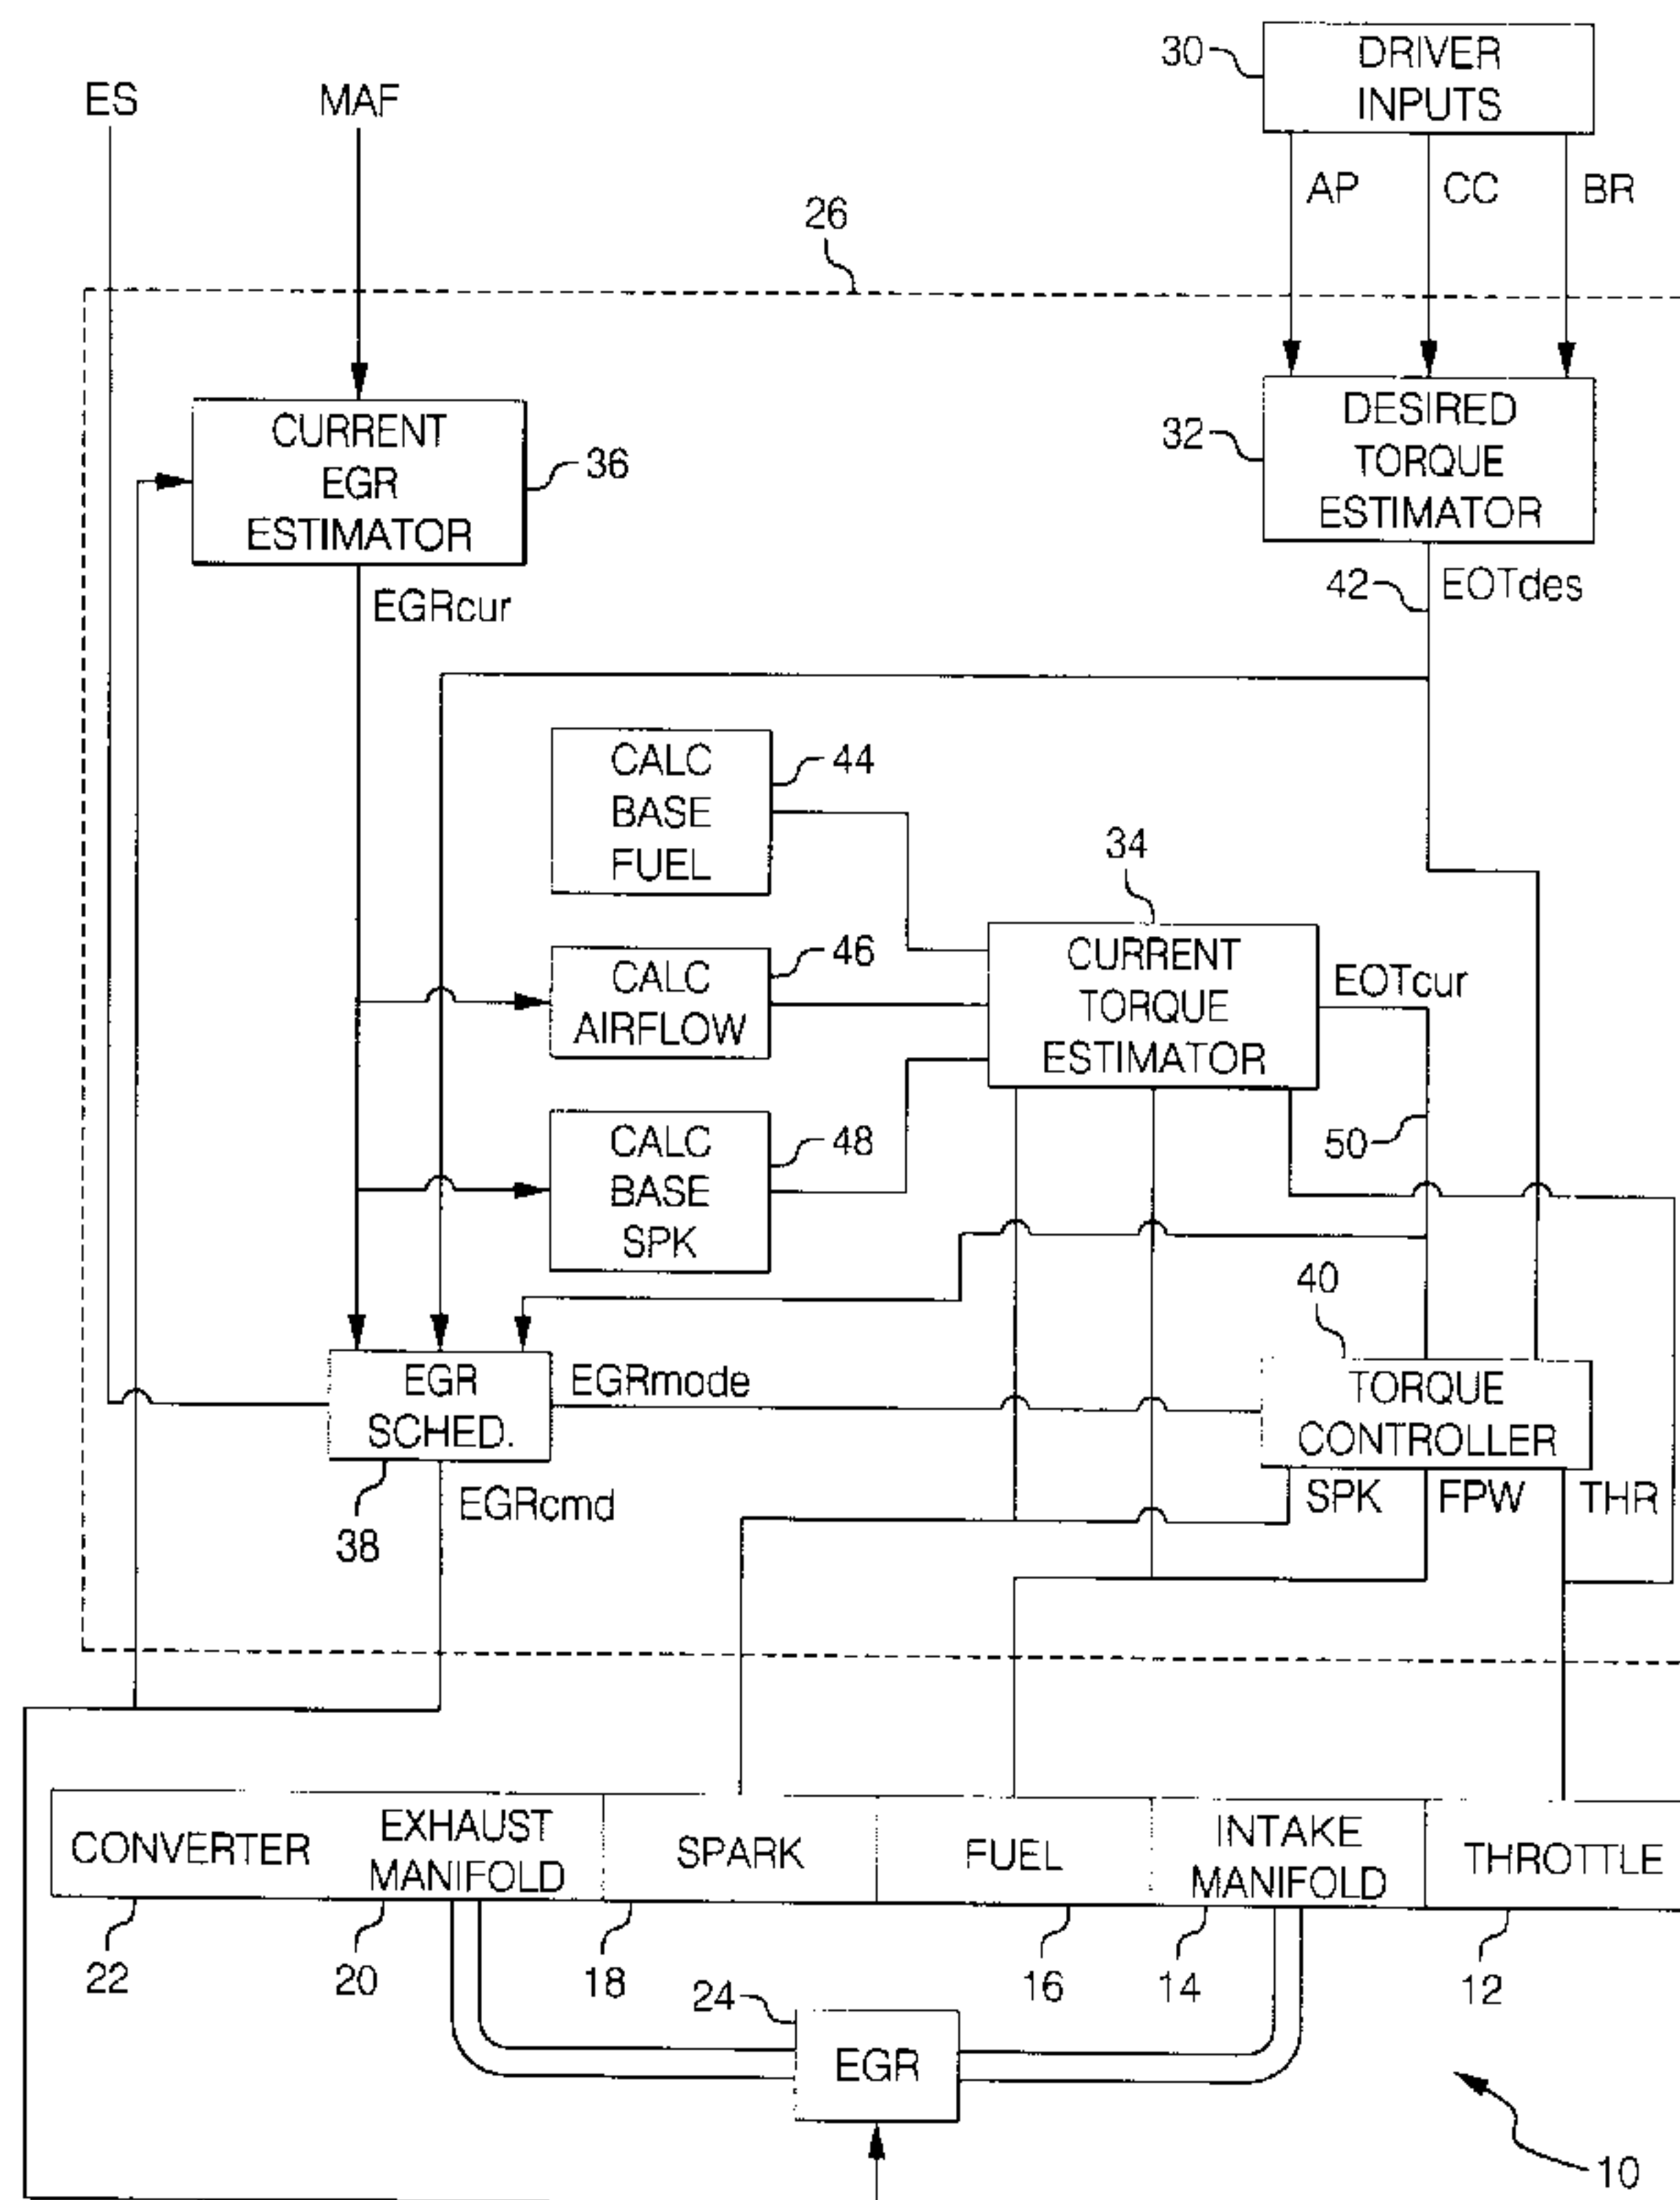 30
DRIVER
INPUTS
ES
MAF
AP
CC
BR
26
CURRENT
EGR
ESTIMATOR
36
32
DESIRED
TORQUE
ESTIMATOR
EGRcur
42
EOTdes
CALC
BASE
FUEL
44
34
CALC
AIRFLOW
46
CURRENT
TORQUE
ESTIMATOR
EOTcur
CALC
BASE
SPK
48
50
40
EGR
SCHED.
EGRmode
TORQUE
CONTROLLER
38
EGRcmd
SPK
FPW
THR
CONVERTER
EXHAUST
MANIFOLD
SPARK
FUEL
INTAKE
MANIFOLD
THROTTLE
22
20
18
16
14
12
24
EGR
10